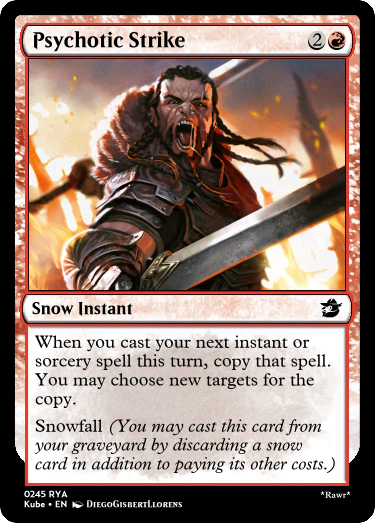 Psychotic Strike 2
Snow Instant
When you cast your next instant or
sorcery spell this turn, copy that spell.
You may choose new targets for the
copy.
Snowfall (You may cast this card from
your graveyard by discarding a snow
card in addition to paying its other costs.)
0245 RYA
Kube • EN DiegoGisbertLlorens
*Rawr*